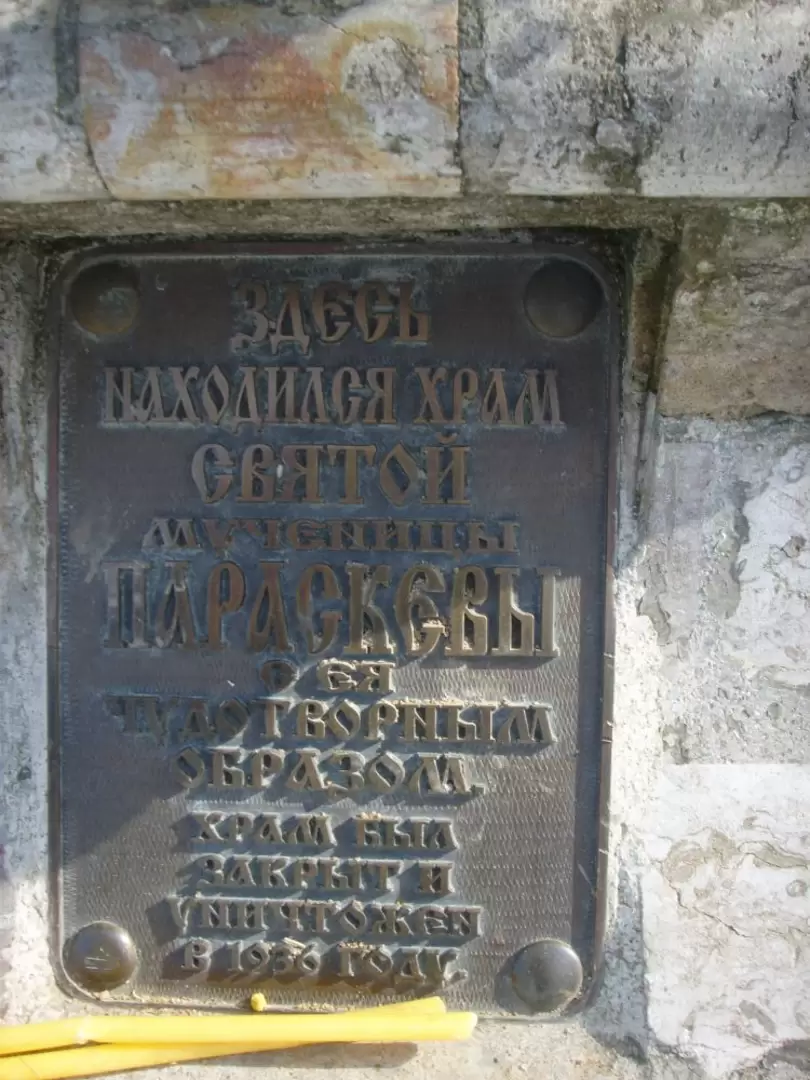 ЗДЕСЬ
НАХОДИЛСЯ ХРАМ
СВЯТОЙ
МУЧЕНИЦЫ
ПАРАСКЕВЫ
С ЕЯ
ЧУДОТВОРНЫМ
ОБРАЗОМ.
ХРАМ БЫЛ
ЗАКРЫТ И
УНИЧТОЖЕН
В 1936 ГОДУ.